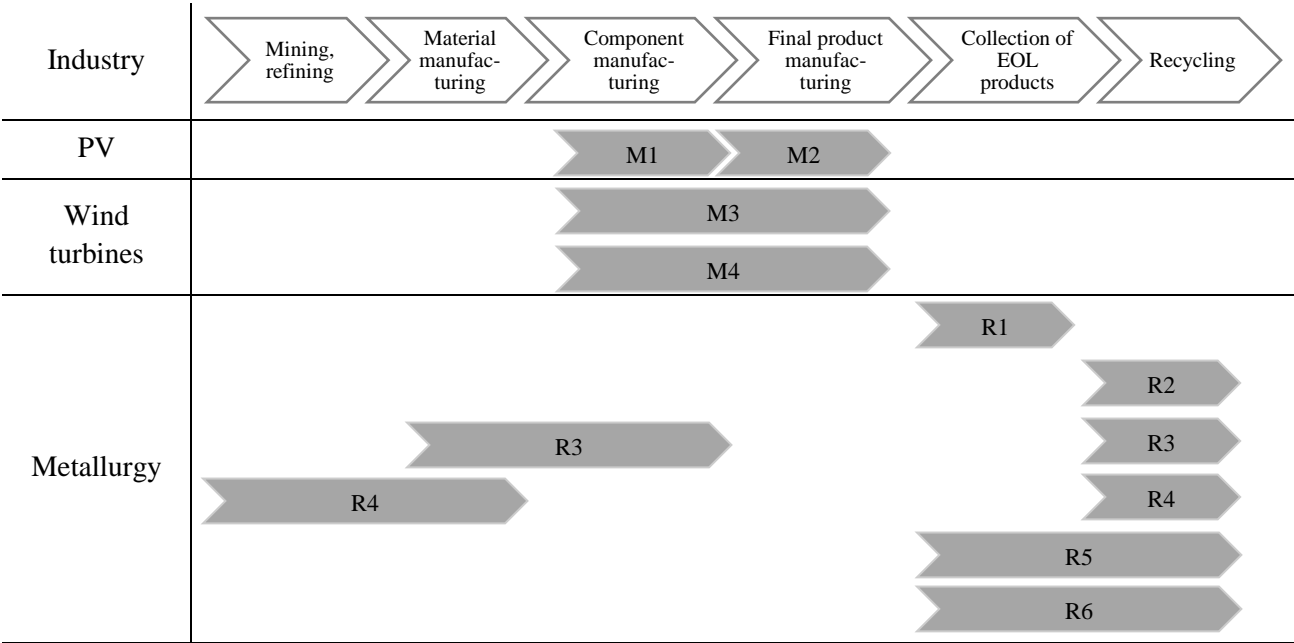 Industry
Mining,
refining
Material
manufac-
turing
Component
manufac-
turing
Final product
manufac-
turing
Collection of
EOL
products
Recycling
PV
M1
M2
Wind
turbines
M3
M4
Metallurgy
R1
R2
R3
R3
R4
R4
R5
R6